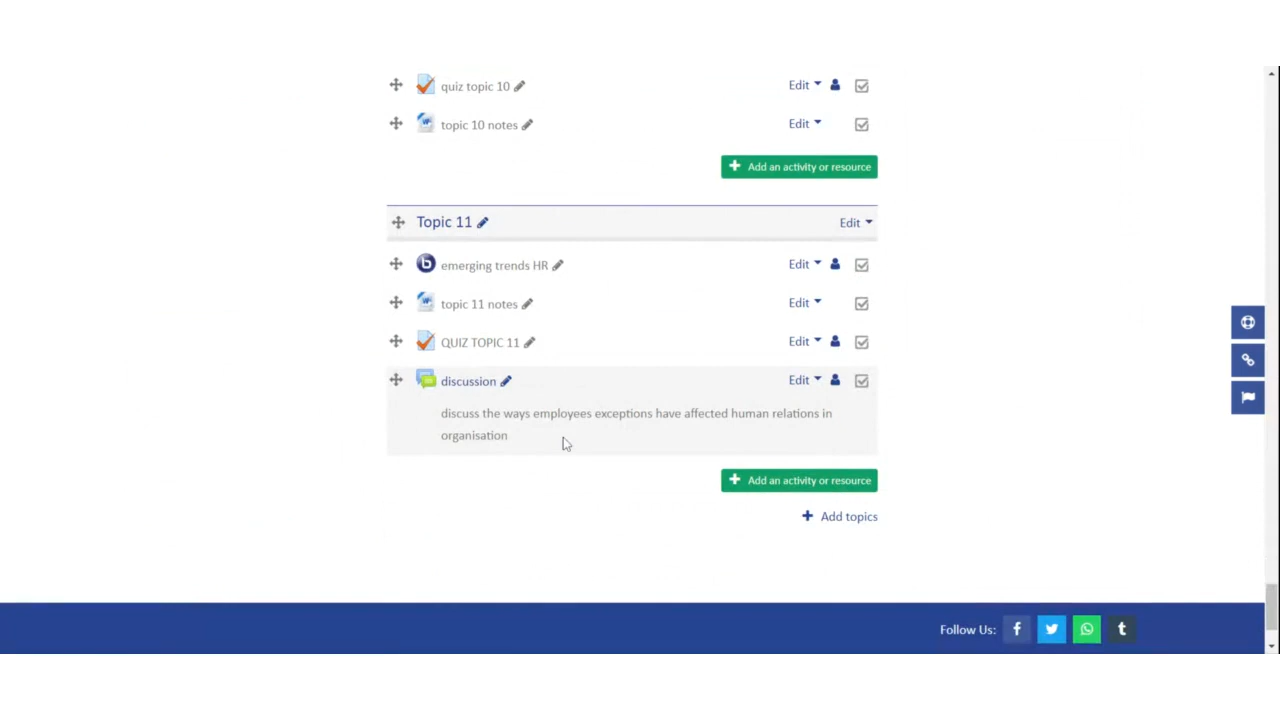 quiz topic 10 Edit
topic 10 notes Edit
Add an activity or resource
Topic 11 Edit
emerging trends HR Edit
topic 11 notes Edit
QUIZ TOPIC 11 Edit
discussion Edit
discuss the ways employees exceptions have affected human relations in
organisation
Add an activity or resource
Add topics
Follow Us: